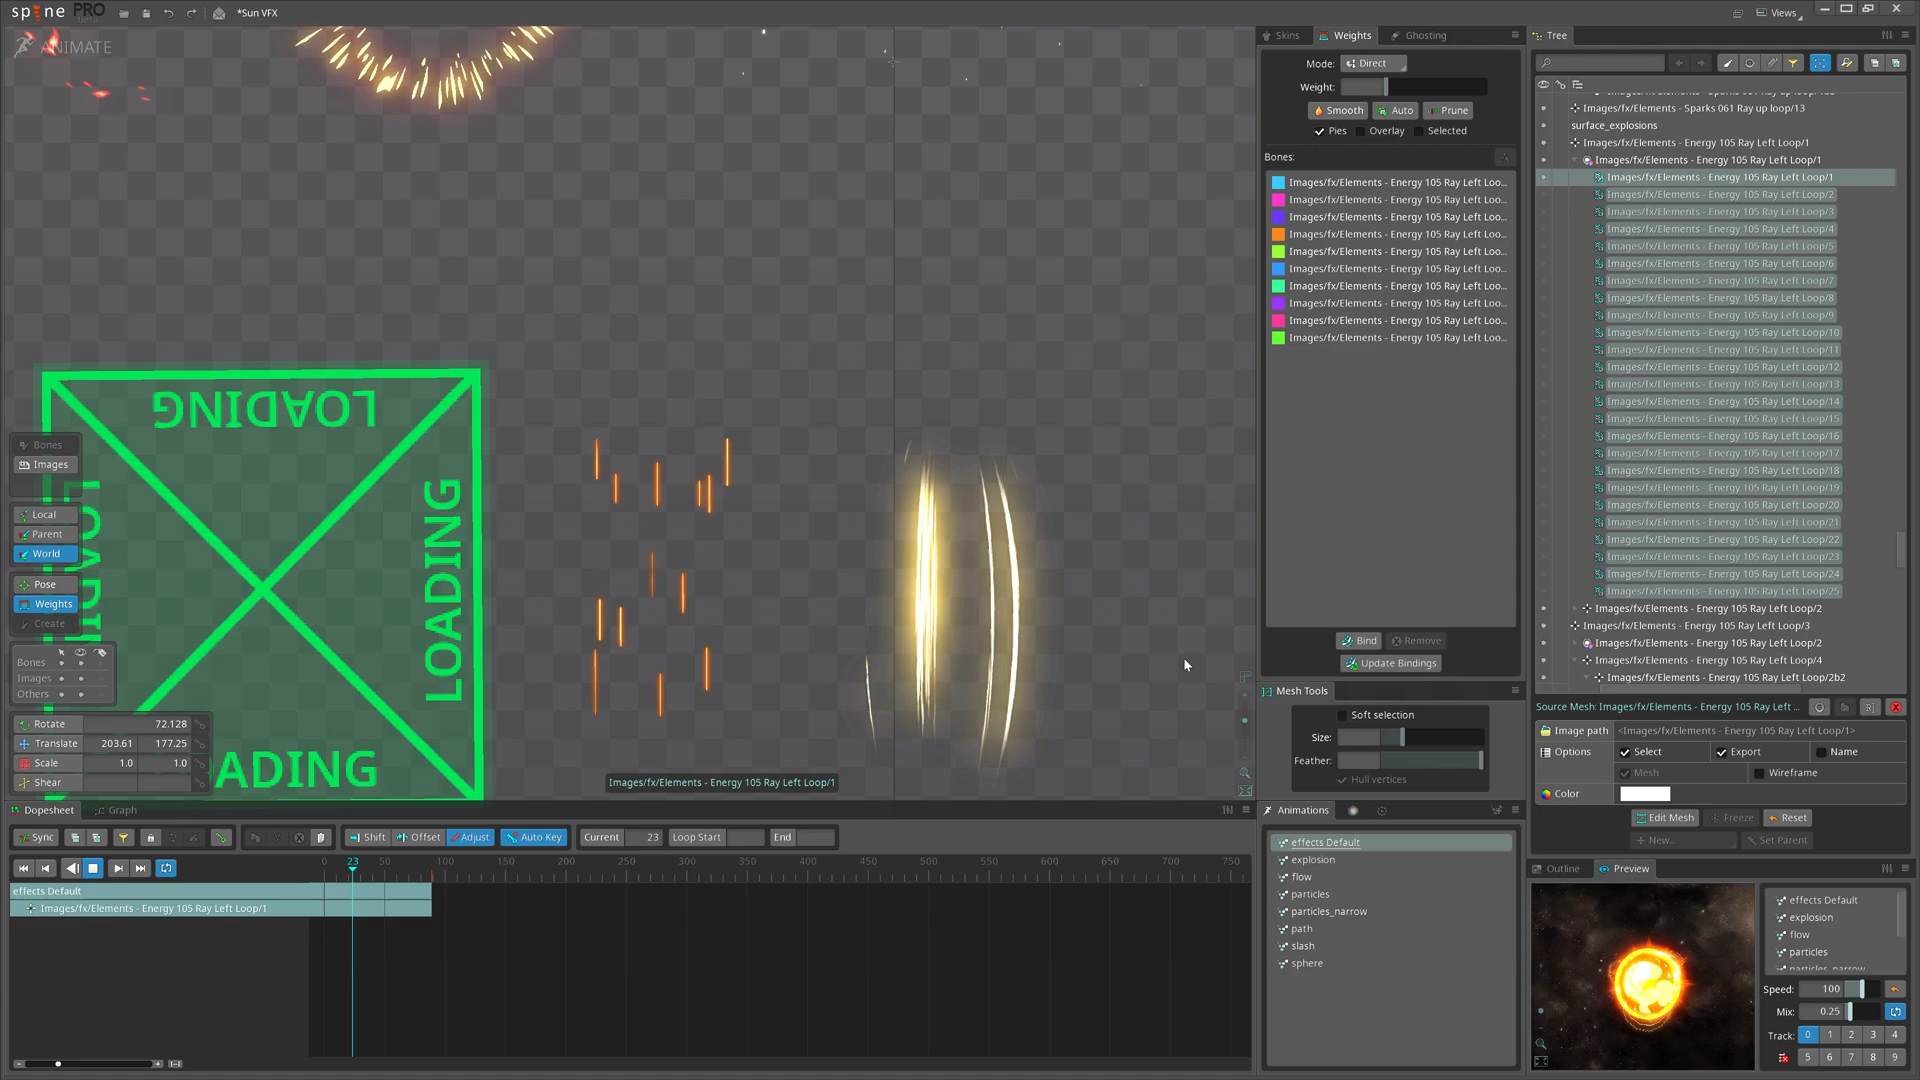 spine PRO
beta
*Sun VFX
Views
ANIMATE
LOADING
LOADING
LOADING
ADING
Bones
Images
Local
Parent
World
Pose
Weights
Create
Bones
Images
Others
Rotate 72.128
Translate 203.61 177.25
Scale 1.0 1.0
Shear
Images/fx/Elements - Energy 105 Ray Left Loop/1
Skins Weights Ghosting
Mode: Direct
Weight:
Smooth Auto Prune
Pies Overlay Selected
Bones:
Images/fx/Elements - Energy 105 Ray Left Loo...
Images/fx/Elements - Energy 105 Ray Left Loo...
Images/fx/Elements - Energy 105 Ray Left Loo...
Images/fx/Elements - Energy 105 Ray Left Loo...
Images/fx/Elements - Energy 105 Ray Left Loo...
Images/fx/Elements - Energy 105 Ray Left Loo...
Images/fx/Elements - Energy 105 Ray Left Loo...
Images/fx/Elements - Energy 105 Ray Left Loo...
Images/fx/Elements - Energy 105 Ray Left Loo...
Images/fx/Elements - Energy 105 Ray Left Loo...
Bind Remove
Update Bindings
Mesh Tools
Soft selection
Size:
Feather:
Hull vertices
Tree
Images/fx/Elements - Sparks 061 Ray up loop/13
surface_explosions
Images/fx/Elements - Energy 105 Ray Left Loop/1
Images/fx/Elements - Energy 105 Ray Left Loop/1
Images/fx/Elements - Energy 105 Ray Left Loop/1
Images/fx/Elements - Energy 105 Ray Left Loop/2
Images/fx/Elements - Energy 105 Ray Left Loop/3
Images/fx/Elements - Energy 105 Ray Left Loop/4
Images/fx/Elements - Energy 105 Ray Left Loop/5
Images/fx/Elements - Energy 105 Ray Left Loop/6
Images/fx/Elements - Energy 105 Ray Left Loop/7
Images/fx/Elements - Energy 105 Ray Left Loop/8
Images/fx/Elements - Energy 105 Ray Left Loop/9
Images/fx/Elements - Energy 105 Ray Left Loop/10
Images/fx/Elements - Energy 105 Ray Left Loop/11
Images/fx/Elements - Energy 105 Ray Left Loop/12
Images/fx/Elements - Energy 105 Ray Left Loop/13
Images/fx/Elements - Energy 105 Ray Left Loop/14
Images/fx/Elements - Energy 105 Ray Left Loop/15
Images/fx/Elements - Energy 105 Ray Left Loop/16
Images/fx/Elements - Energy 105 Ray Left Loop/17
Images/fx/Elements - Energy 105 Ray Left Loop/18
Images/fx/Elements - Energy 105 Ray Left Loop/19
Images/fx/Elements - Energy 105 Ray Left Loop/20
Images/fx/Elements - Energy 105 Ray Left Loop/21
Images/fx/Elements - Energy 105 Ray Left Loop/22
Images/fx/Elements - Energy 105 Ray Left Loop/23
Images/fx/Elements - Energy 105 Ray Left Loop/24
Images/fx/Elements - Energy 105 Ray Left Loop/25
Images/fx/Elements - Energy 105 Ray Left Loop/2
Images/fx/Elements - Energy 105 Ray Left Loop/3
Images/fx/Elements - Energy 105 Ray Left Loop/2
Images/fx/Elements - Energy 105 Ray Left Loop/4
Images/fx/Elements - Energy 105 Ray Left Loop/2b2
Source Mesh: Images/fx/Elements - Energy 105 Ray Left ...
Image path <Images/fx/Elements - Energy 105 Ray Left Loop/1>
Options Select Export Name
Mesh Wireframe
Color
Edit Mesh Freeze Reset
New... Set Parent
Dopesheet Graph
Sync Shift Offset Adjust Auto Key Current 23 Loop Start End
0 23 50 100 150 200 250 300 350 400 450 500 550 600 650 700 750
effects Default
Images/fx/Elements - Energy 105 Ray Left Loop/1
Animations
effects Default
explosion
flow
particles
particles_narrow
path
slash
sphere
Outline Preview
effects Default
explosion
flow
particles
particles_narrow
Speed: 100
Mix: 0.25
Track: 0 1 2 3 4
5 6 7 8 9